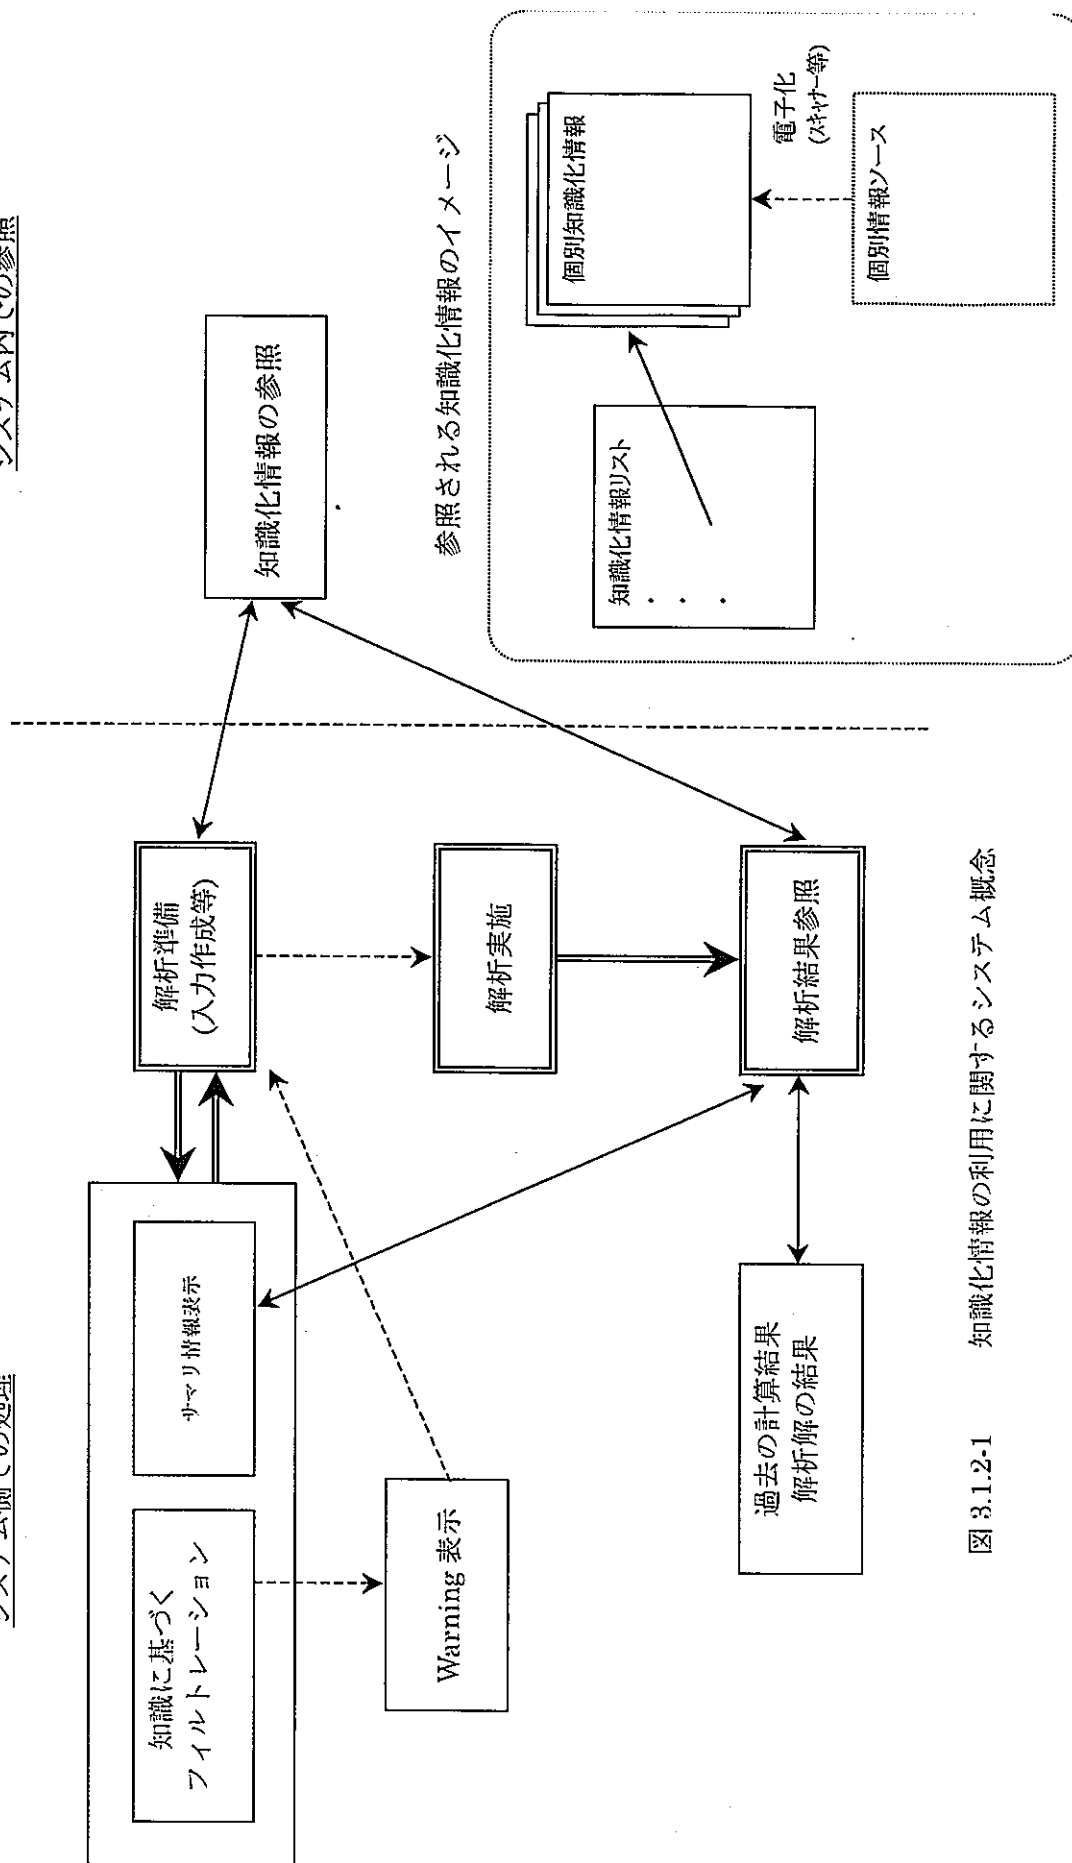 システム側での処理
システム内での参照
知識に基づく
フィルトレーション
サマリ情報表示
解析準備
(入力作成等)
知識化情報の参照
Warning 表示
解析実施
参照される知識化情報のイメージ
知識化情報リスト
・
・
・
個別知識化情報
電子化
(スキャナー等)
個別情報ソース
過去の計算結果
解析解の結果
解析結果参照
図 3.1.2-1 知識化情報の利用に関するシステム概念